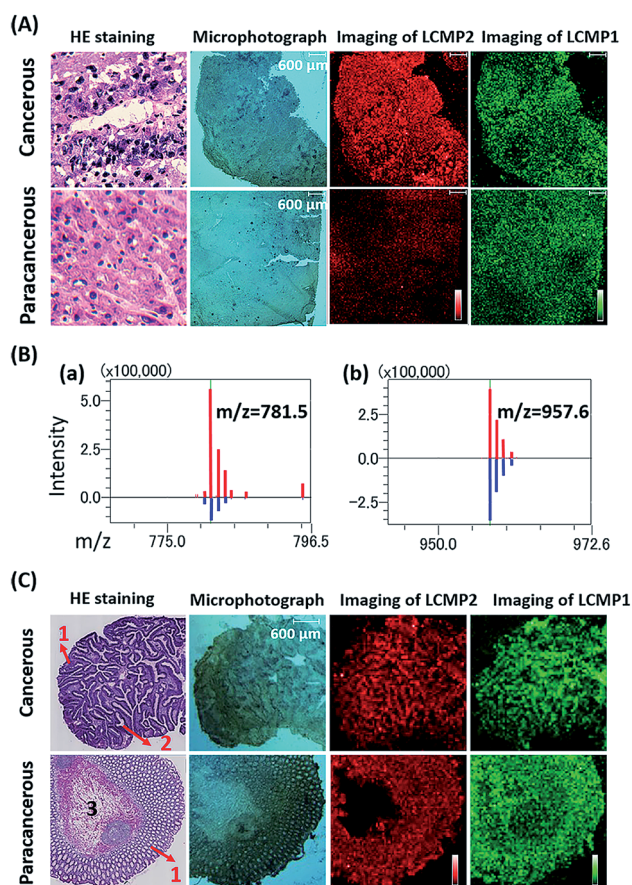 (A)
HE staining Microphotograph Imaging of LCMP2 Imaging of LCMP1
Cancerous
600 μm
Paracancerous
600 μm
(B)
(a) (x100,000)
5.0
2.5
0.0
Intensity
m/z=781.5
m/z 775.0 796.5
(b) (x100,000)
2.5
0.0
−2.5
m/z=957.6
950.0 972.6
(C)
HE staining Microphotograph Imaging of LCMP2 Imaging of LCMP1
Cancerous
1
2
600 μm
Paracancerous
3
1